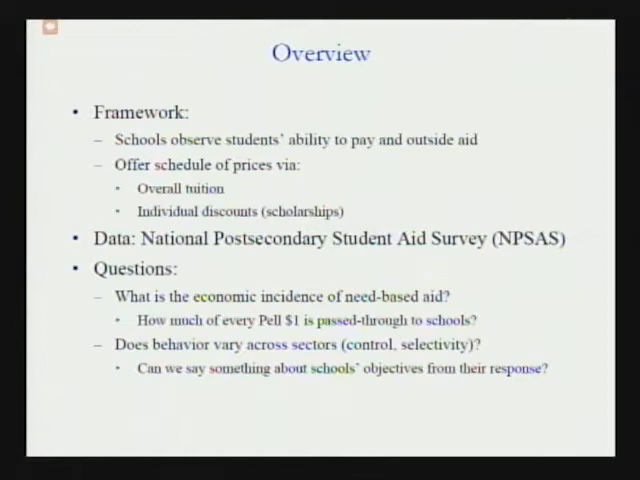 Overview
• Framework:
– Schools observe students' ability to pay and outside aid
– Offer schedule of prices via:
• Overall tuition
• Individual discounts (scholarships)
• Data: National Postsecondary Student Aid Survey (NPSAS)
• Questions:
– What is the economic incidence of need-based aid?
• How much of every Pell $1 is passed-through to schools?
– Does behavior vary across sectors (control, selectivity)?
• Can we say something about schools' objectives from their response?